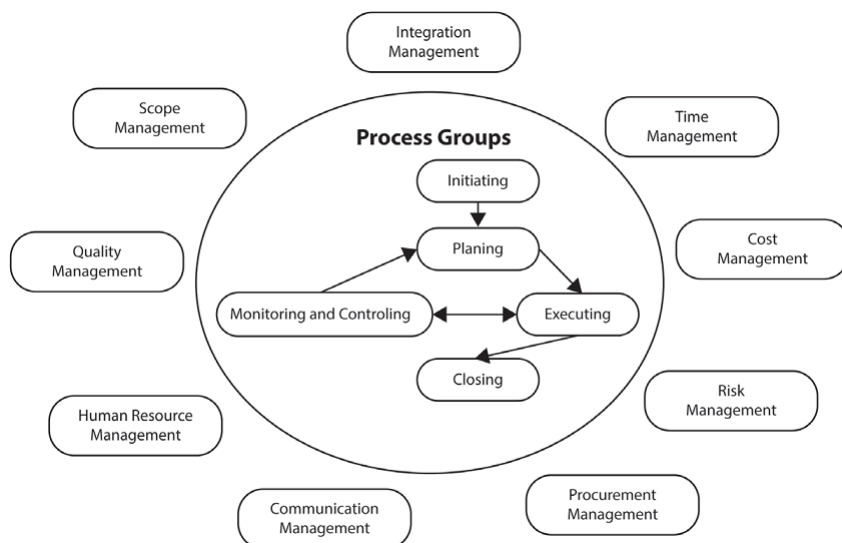 Integration
Management
Scope
Management
Time
Management
Process Groups
Initiating
Planing
Quality
Management
Cost
Management
Monitoring and Controling
Executing
Closing
Human Resource
Management
Risk
Management
Communication
Management
Procurement
Management